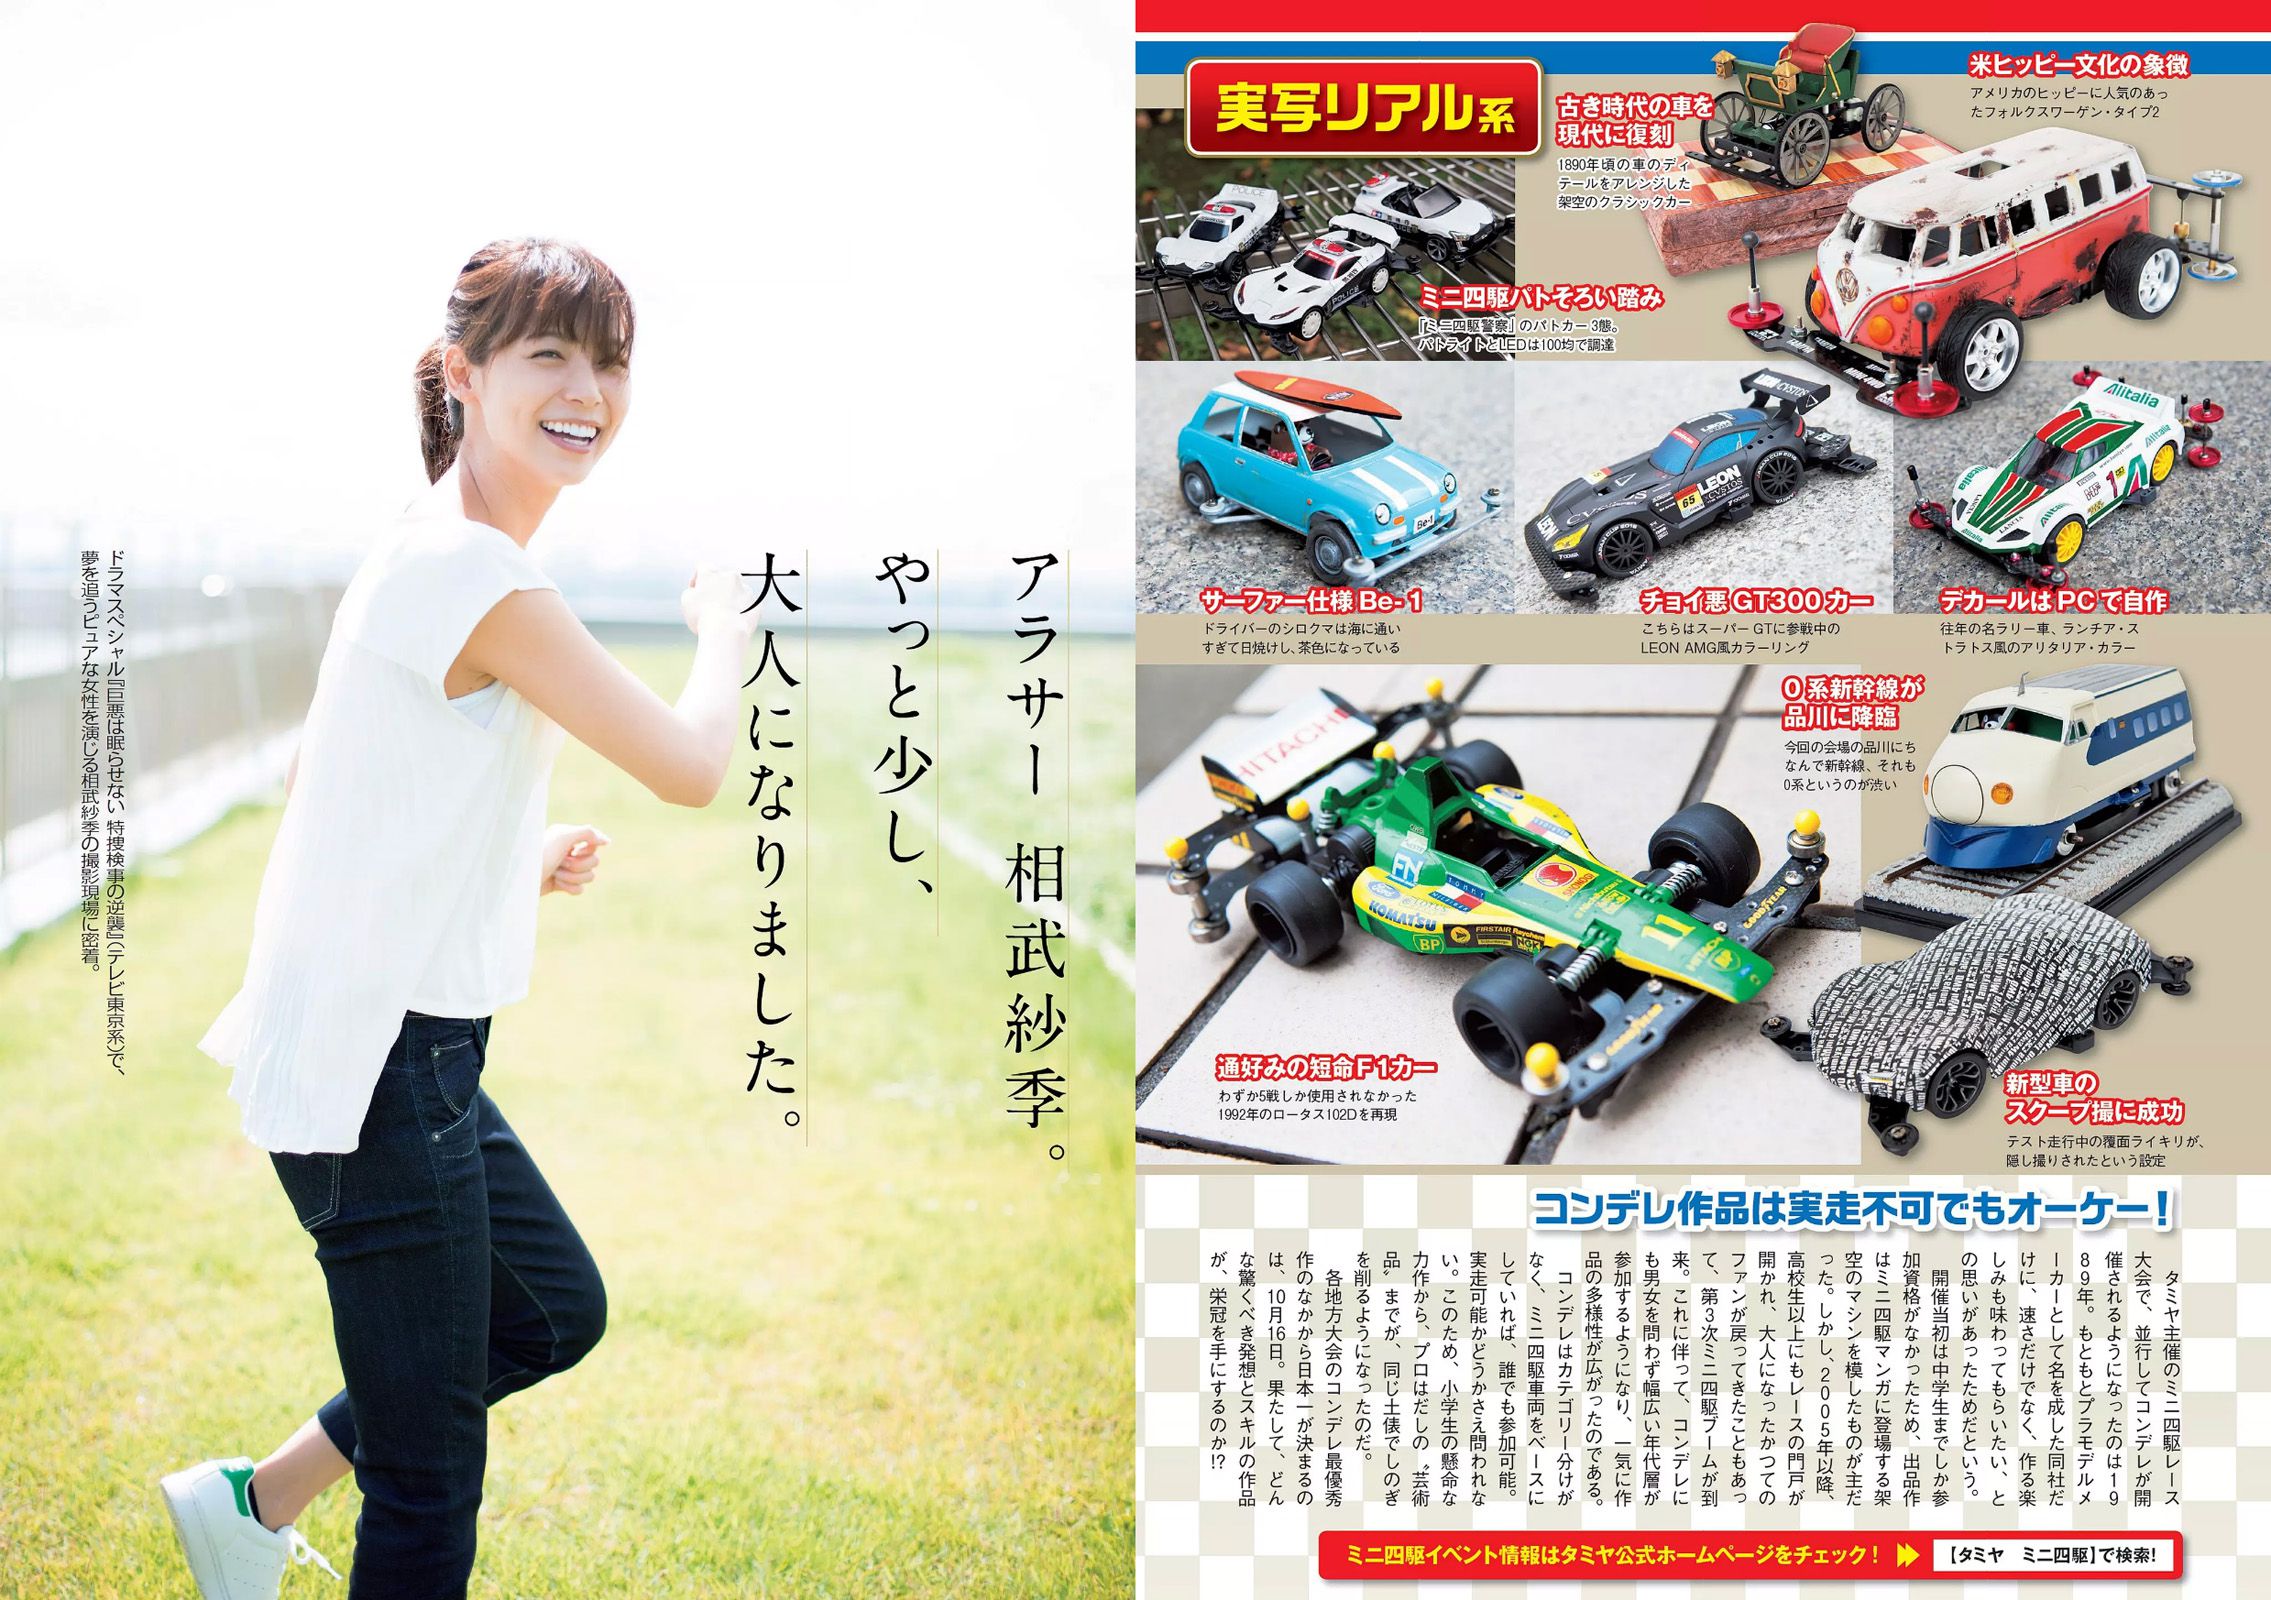 アラサー 相武紗季。
やっと少し、
大人になりました。
ドラマスペシャル『巨悪は眠らせない 特捜検事の逆襲』(テレビ東京系)で、
夢を追うピュアな女性を演じる相武紗季の撮影現場に密着。
実写リアル系
古き時代の車を
現代に復刻
1890年頃の車のディ
テールをアレンジした
架空のクラシックカー
米ヒッピー文化の象徴
アメリカのヒッピーに人気のあっ
たフォルクスワーゲン・タイプ2
ミニ四駆パトそろい踏み
「ミニ四駆警察」のパトカー3態。
パトライトとLEDは100均で調達
サーファー仕様Be-1
ドライバーのシロクマは海に通い
すぎて日焼けし、茶色になっている
チョイ悪GT300カー
こちらはスーパーGTに参戦中の
LEON AMG風カラーリング
デカールはPCで自作
往年の名ラリー車、ランチア・ス
トラトス風のアリタリア・カラー
0系新幹線が
品川に降臨
今回の会場の品川にち
なんで新幹線、それも
0系というのが渋い
通好みの短命F1カー
わずか5戦しか使用されなかった
1992年のロータス102Dを再現
新型車の
スクープ撮に成功
テスト走行中の覆面ライキリが、
隠し撮りされたという設定
POLICE
POLICE
Be-1
LEON
CVSTOS
65
LEON
Alitalia
Alitalia
LANCIA
1
HITACHI
FN
Ford
KOMATSU
BP
FIRSTAIR Raychem
NGK
SHIONOGI
11
HITACHI
BP
GOODYEAR
GOODYEAR
コンデレ作品は実走不可でもオーケー!
タミヤ主催のミニ四駆レース
大会で、並行してコンデレが開
催されるようになったのは19
89年。もともとプラモデルメ
ーカーとして名を成した同社だ
けに、速さだけでなく、作る楽
しみも味わってもらいたい、と
の思いがあったためだという。
開催当初は中学生までしか参
加資格がなかったため、出品作
はミニ四駆マンガに登場する架
空のマシンを模したものが主だ
った。しかし、2005年以降、
高校生以上にもレースの門戸が
開かれ、大人になったかつての
ファンが戻ってきたこともあっ
て、第3次ミニ四駆ブームが到
来。これに伴って、コンデレに
も男女を問わず幅広い年代層が
参加するようになり、一気に作
品の多様性が広がったのである。
コンデレはカテゴリー分けが
なく、ミニ四駆車両をベースに
していれば、誰でも参加可能。
実走可能かどうかさえ問われな
い。このため、小学生の懸命な
力作から、プロはだしの〝芸術
品〟までが、同じ土俵でしのぎ
を削るようになったのだ。
各地方大会のコンデレ最優秀
作のなかから日本一が決まるの
は、10月16日。果たして、どん
な驚くべき発想とスキルの作品
が、栄冠を手にするのか!?
ミニ四駆イベント情報はタミヤ公式ホームページをチェック!
【タミヤ ミニ四駆】で検索!